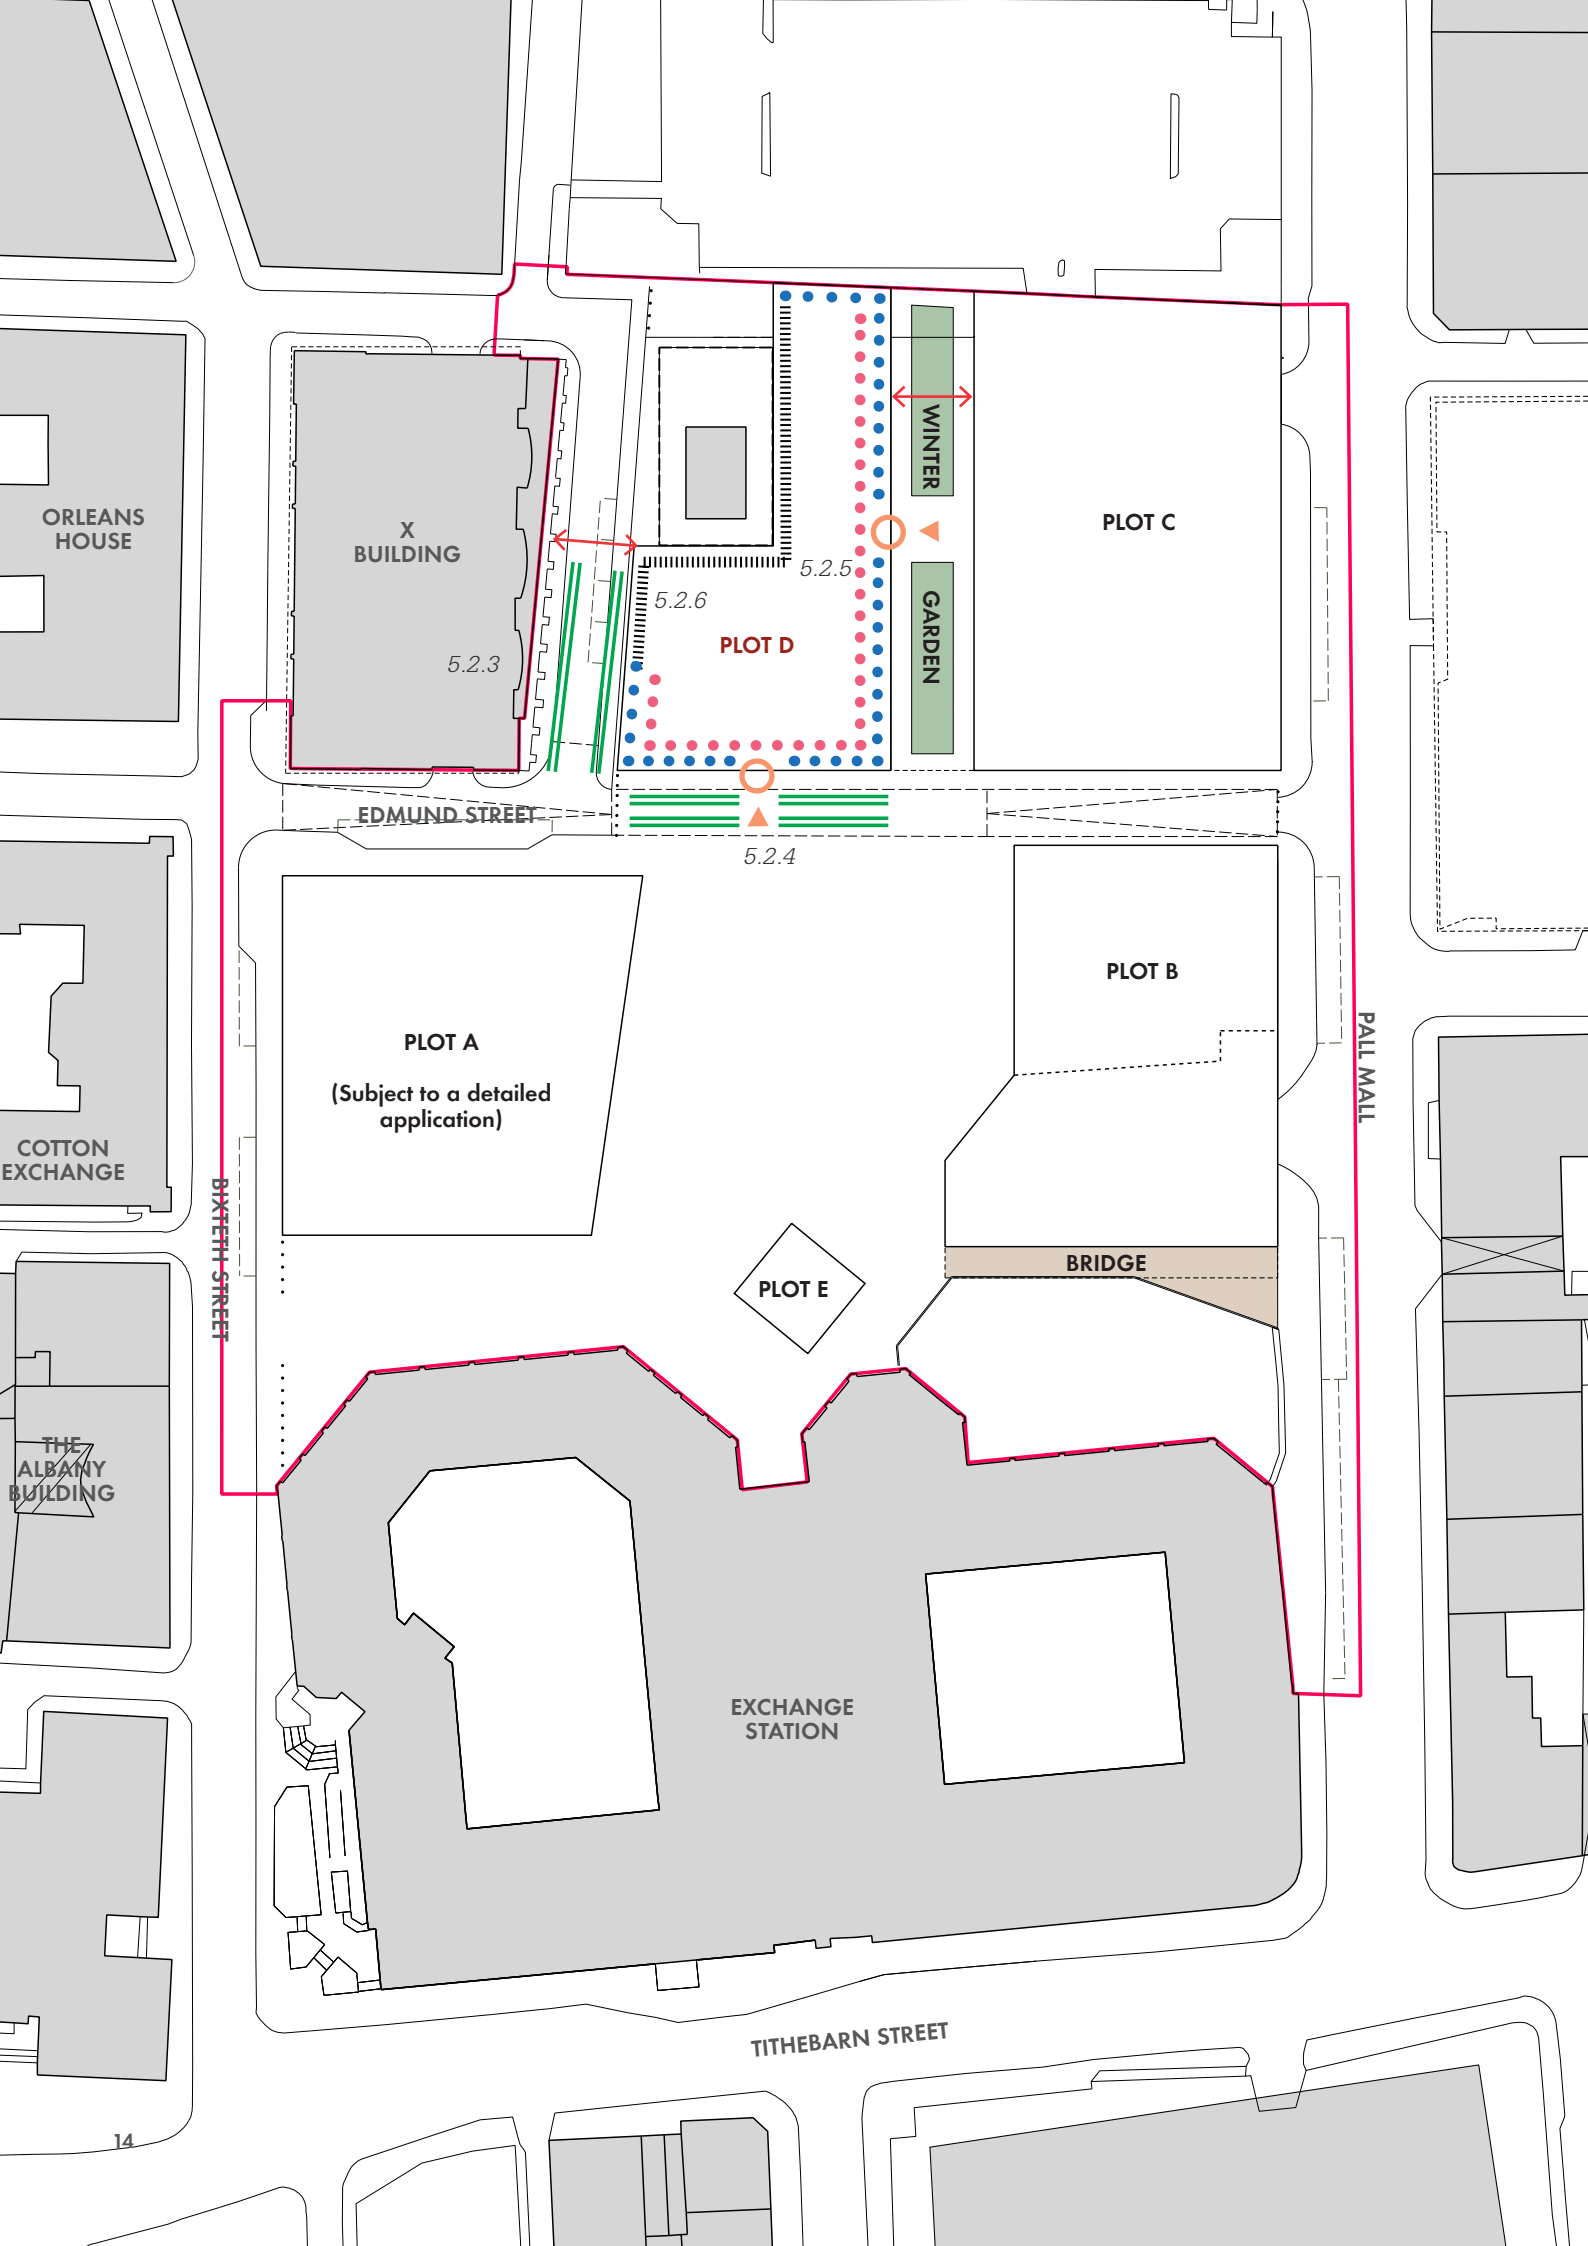 WINTER
ORLEANS
HOUSE
X
BUILDING
PLOT C
5.2.5
5.2.6
GARDEN
PLOT D
5.2.3
EDMUND STREET
5.2.4
PLOT B
PLOT A
(Subject to a detailed
application)
PALL MALL
COTTON
EXCHANGE
BIXTETH STREET
BRIDGE
PLOT E
THE
ALBANY
BUILDING
EXCHANGE
STATION
TITHEBARN STREET
14